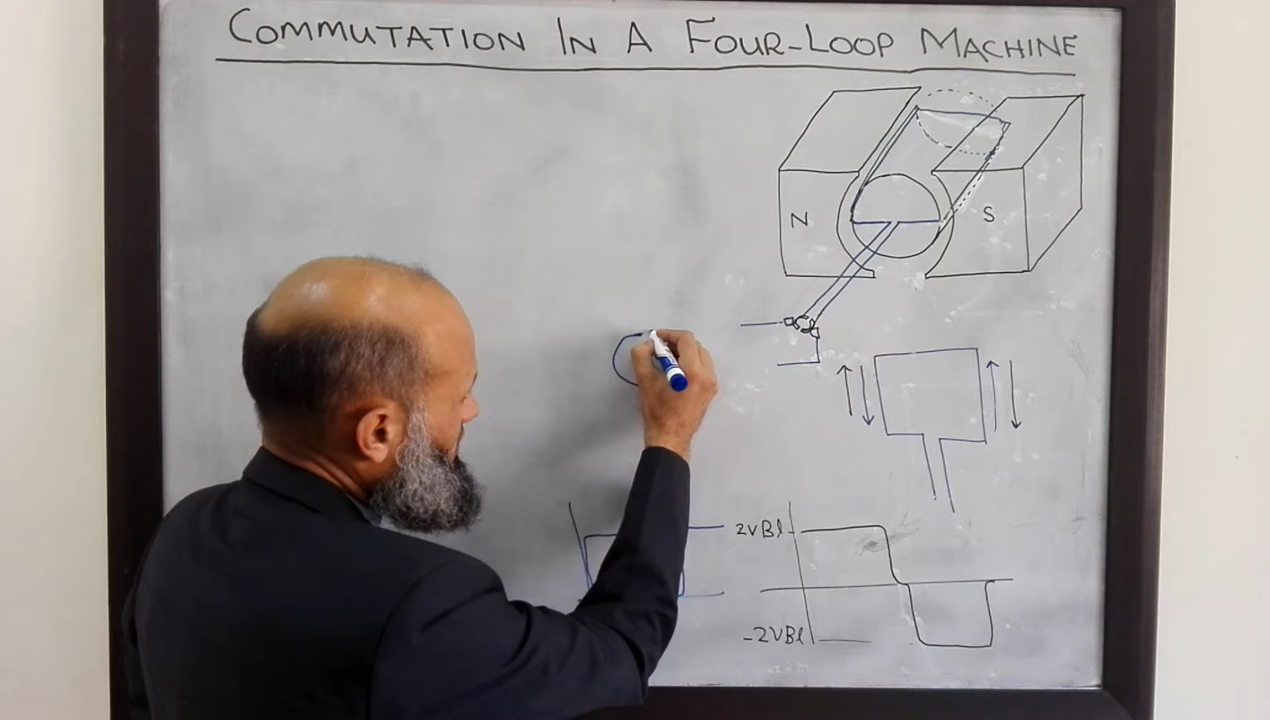 COMMUTATION IN A FOUR-LOOP MACHINE
N
S
2VBl
-2VBl